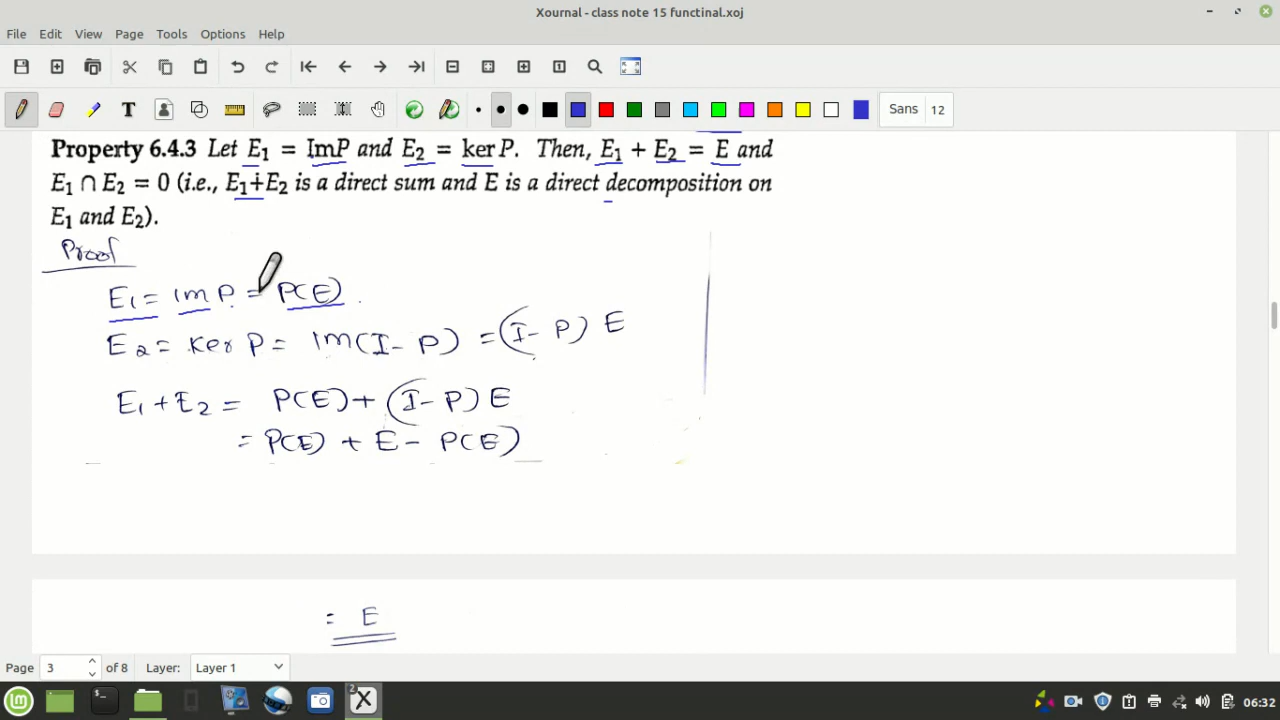 Xournal - class note 15 functinal.xoj
File Edit View Page Tools Options Help
Sans 12
Property 6.4.3 Let E₁ = ImP and E₂ = ker P. Then, E₁ + E₂ = E and
E₁ ∩ E₂ = 0 (i.e., E₁∔E₂ is a direct sum and E is a direct decomposition on
E₁ and E₂).
Proof
E₁ = Im P = P(E).
E₂ = Ker P = Im(I - P) = (I - P) E
E₁ + E₂ = P(E) + (I - P) E
= P(E) + E - P(E)
= E
Page 3 of 8 Layer: Layer 1
2
06:32